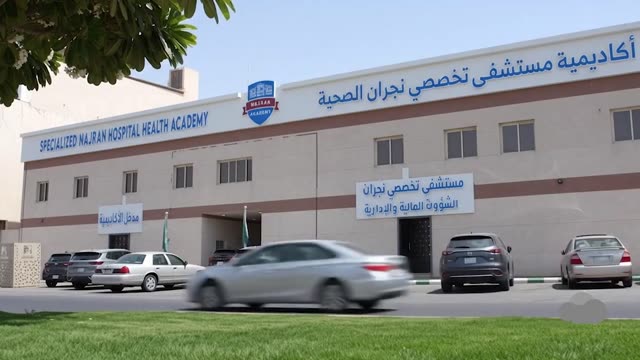 أكاديمية مستشفى تخصصي نجران الصحية
SPECIALIZED NAJRAN HOSPITAL HEALTH ACADEMY
NAJRAN
ACADEMY
مستشفى تخصصي نجران
الشؤون المالية والإدارية
مدخل الأكاديمية